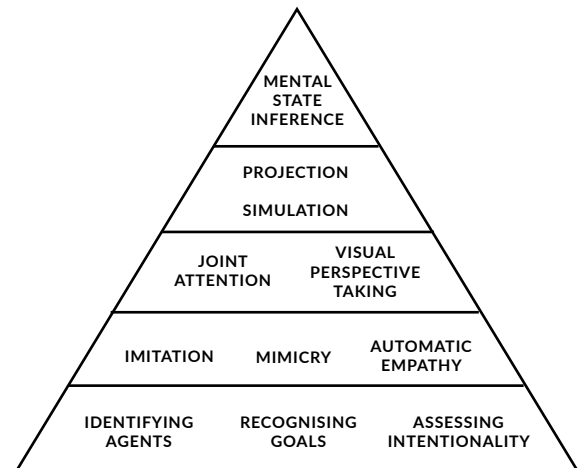 MENTAL
STATE
INFERENCE
PROJECTION
SIMULATION
JOINT
ATTENTION
VISUAL
PERSPECTIVE
TAKING
IMITATION
MIMICRY
AUTOMATIC
EMPATHY
IDENTIFYING
AGENTS
RECOGNISING
GOALS
ASSESSING
INTENTIONALITY